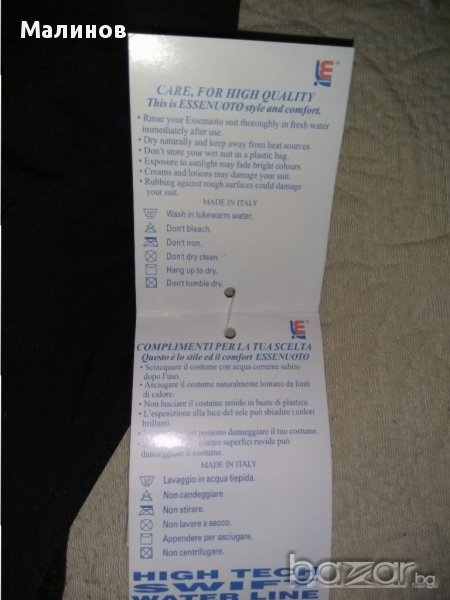 Малинов
CARE, FOR HIGH QUALITY
This is ESSENUOTO style and comfort.
• Rinse your Essenuoto suit thoroughly in fresh water
immediately after use.
• Dry naturally and keep away from heat sources.
• Don't store your wet suit in a plastic bag.
• Exposure to sunlight may fade bright colours.
• Creams and lotions may damage your suit.
• Rubbing against rough surfaces could damage
your suit.
MADE IN ITALY
Wash in lukewarm water.
Don't bleach.
Don't iron.
Don't dry clean.
Hang up to dry.
Don't tumble dry.
COMPLIMENTI PER LA TUA SCELTA
Questo è lo stile ed il comfort ESSENUOTO
• Sciacquare il costume con acqua corrente subito
dopo l'uso.
• Asciugare il costume naturalmente lontano da fonti
di calore.
• Non lasciare il costume umido in buste di plastica.
• L'esposizione alla luce del sole può sbiadire i colori
brillanti.
possono danneggiare il tuo costume.
contro superfici ruvide può
danneggiare il costume.
MADE IN ITALY
Lavaggio in acqua tiepida.
Non candeggiare.
Non stirare.
Non lavare a secco.
Appendere per asciugare.
Non centrifugare.
HIGH TECH
SWIFT
WATER LINE
bazar.bg